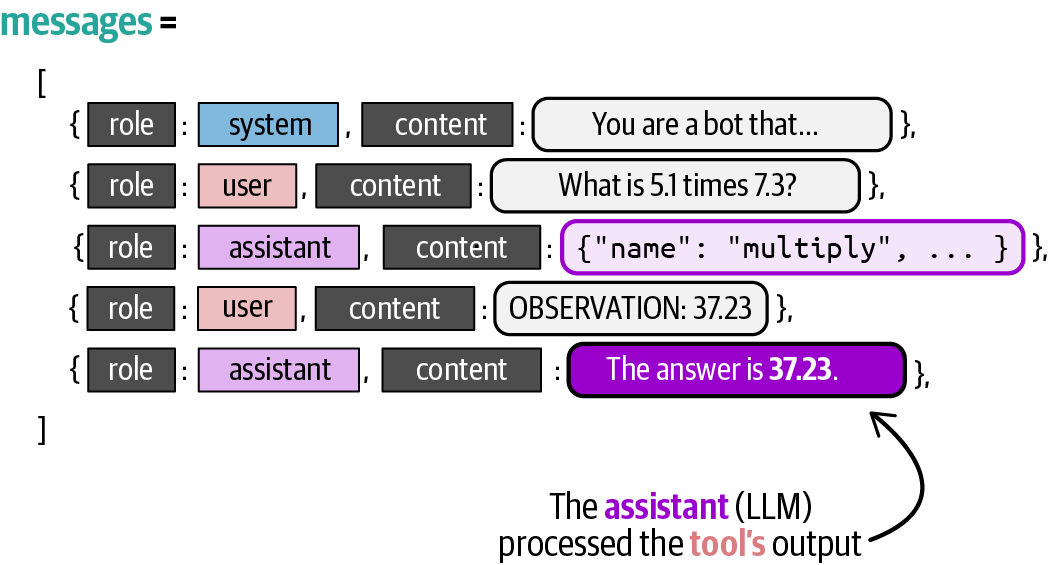 messages =
[
{ role : system , content : You are a bot that... },
{ role : user , content : What is 5.1 times 7.3? },
{ role : assistant , content : {"name": "multiply", ... } },
{ role : user , content : OBSERVATION: 37.23 },
{ role : assistant , content : The answer is 37.23. },
]
The assistant (LLM)
processed the tool's output